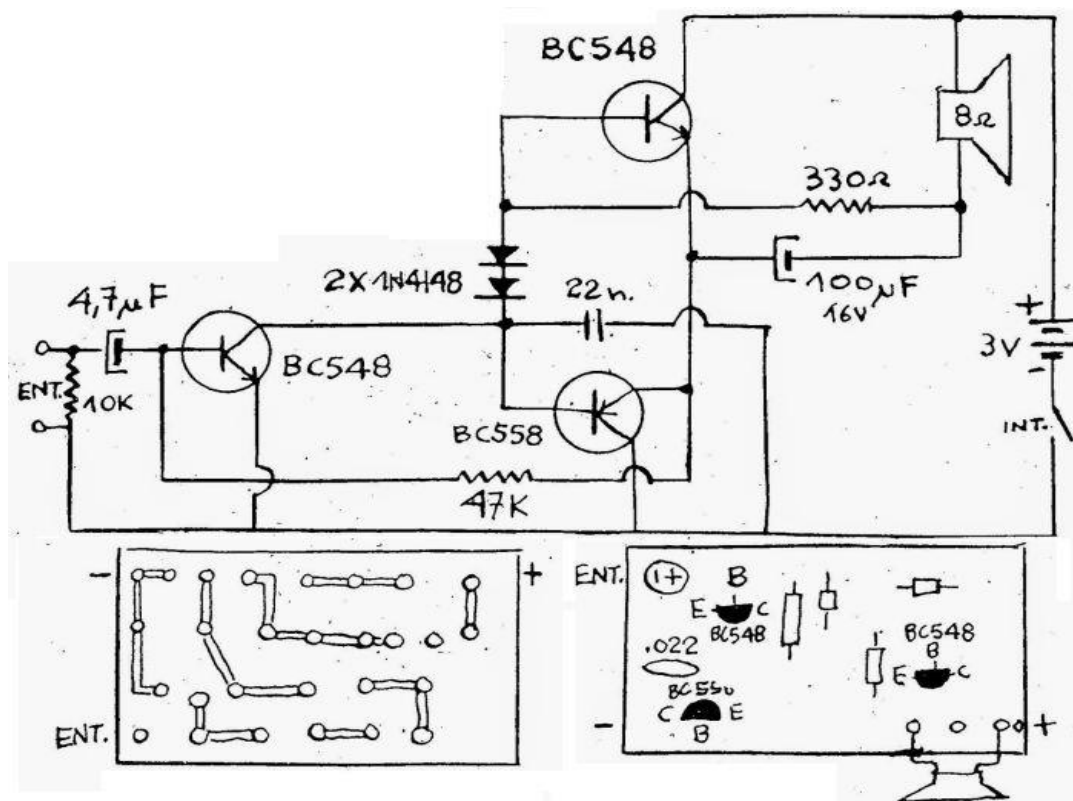 BC548
8Ω
330Ω
2X1N4148
22n.
100µF
16V
+
3V
-
4,7µF
BC548
ENT.
10K
BC558
INT.
47K
-
+
ENT.
ENT.
1+
B
E
C
BC548
.022
BC548
B
E
C
C
E
B
-
+